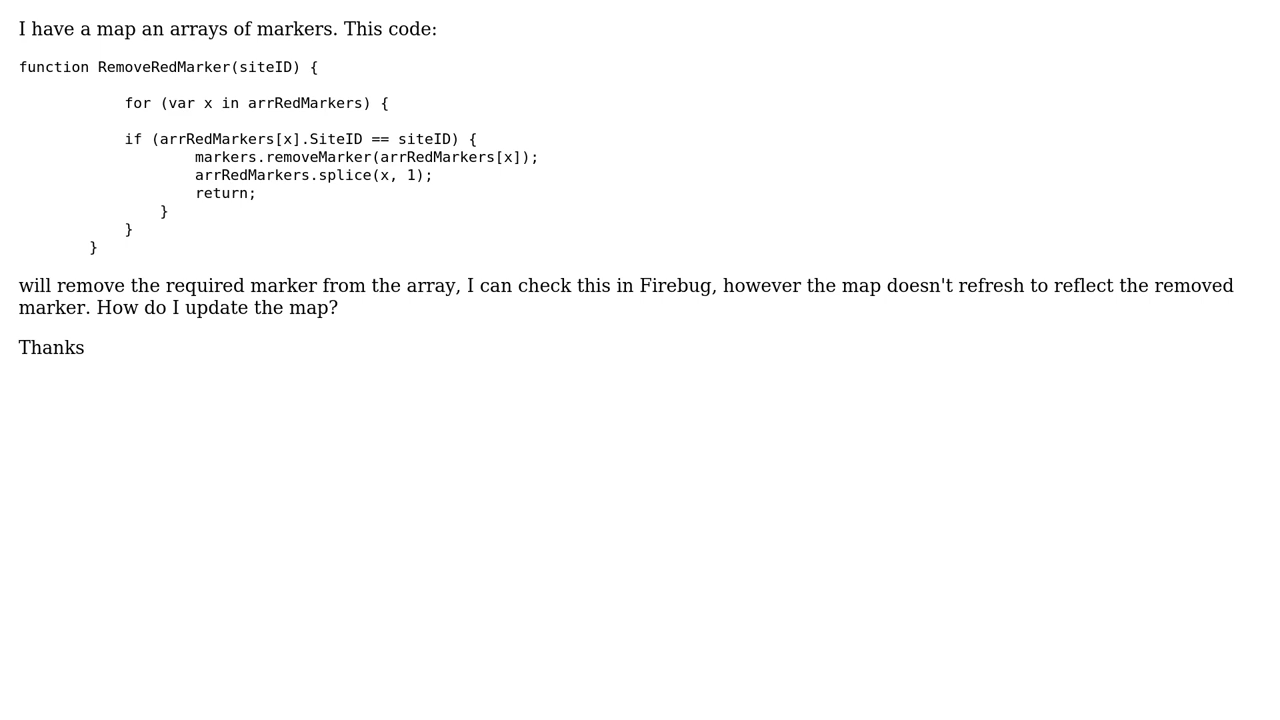 I have a map an arrays of markers. This code:
function RemoveRedMarker(siteID) {
for (var x in arrRedMarkers) {
if (arrRedMarkers[x].SiteID == siteID) {
markers.removeMarker(arrRedMarkers[x]);
arrRedMarkers.splice(x, 1);
return;
}
}
}
will remove the required marker from the array, I can check this in Firebug, however the map doesn't refresh to reflect the removed
marker. How do I update the map?
Thanks